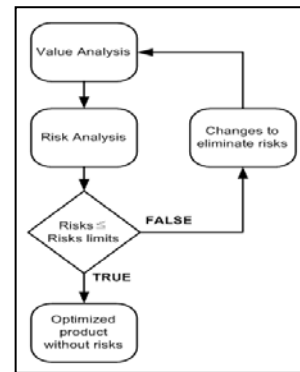 Value Analysis
Risk Analysis
Changes to
eliminate risks
Risks ≤
Risks limits
FALSE
TRUE
Optimized
product
without risks